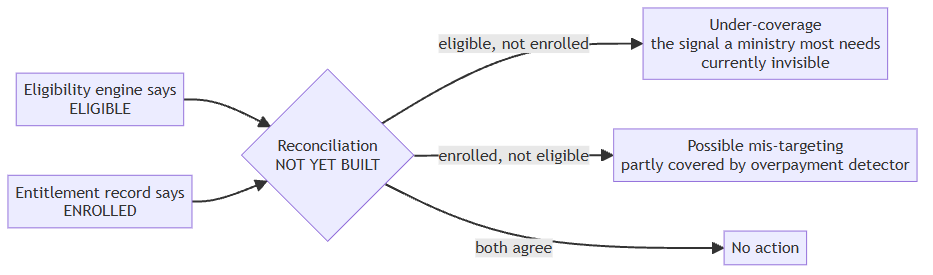 Eligibility engine says
ELIGIBLE
Entitlement record says
ENROLLED
Reconciliation
NOT YET BUILT
eligible, not enrolled
enrolled, not eligible
both agree
Under-coverage
the signal a ministry most needs
currently invisible
Possible mis-targeting
partly covered by overpayment detector
No action